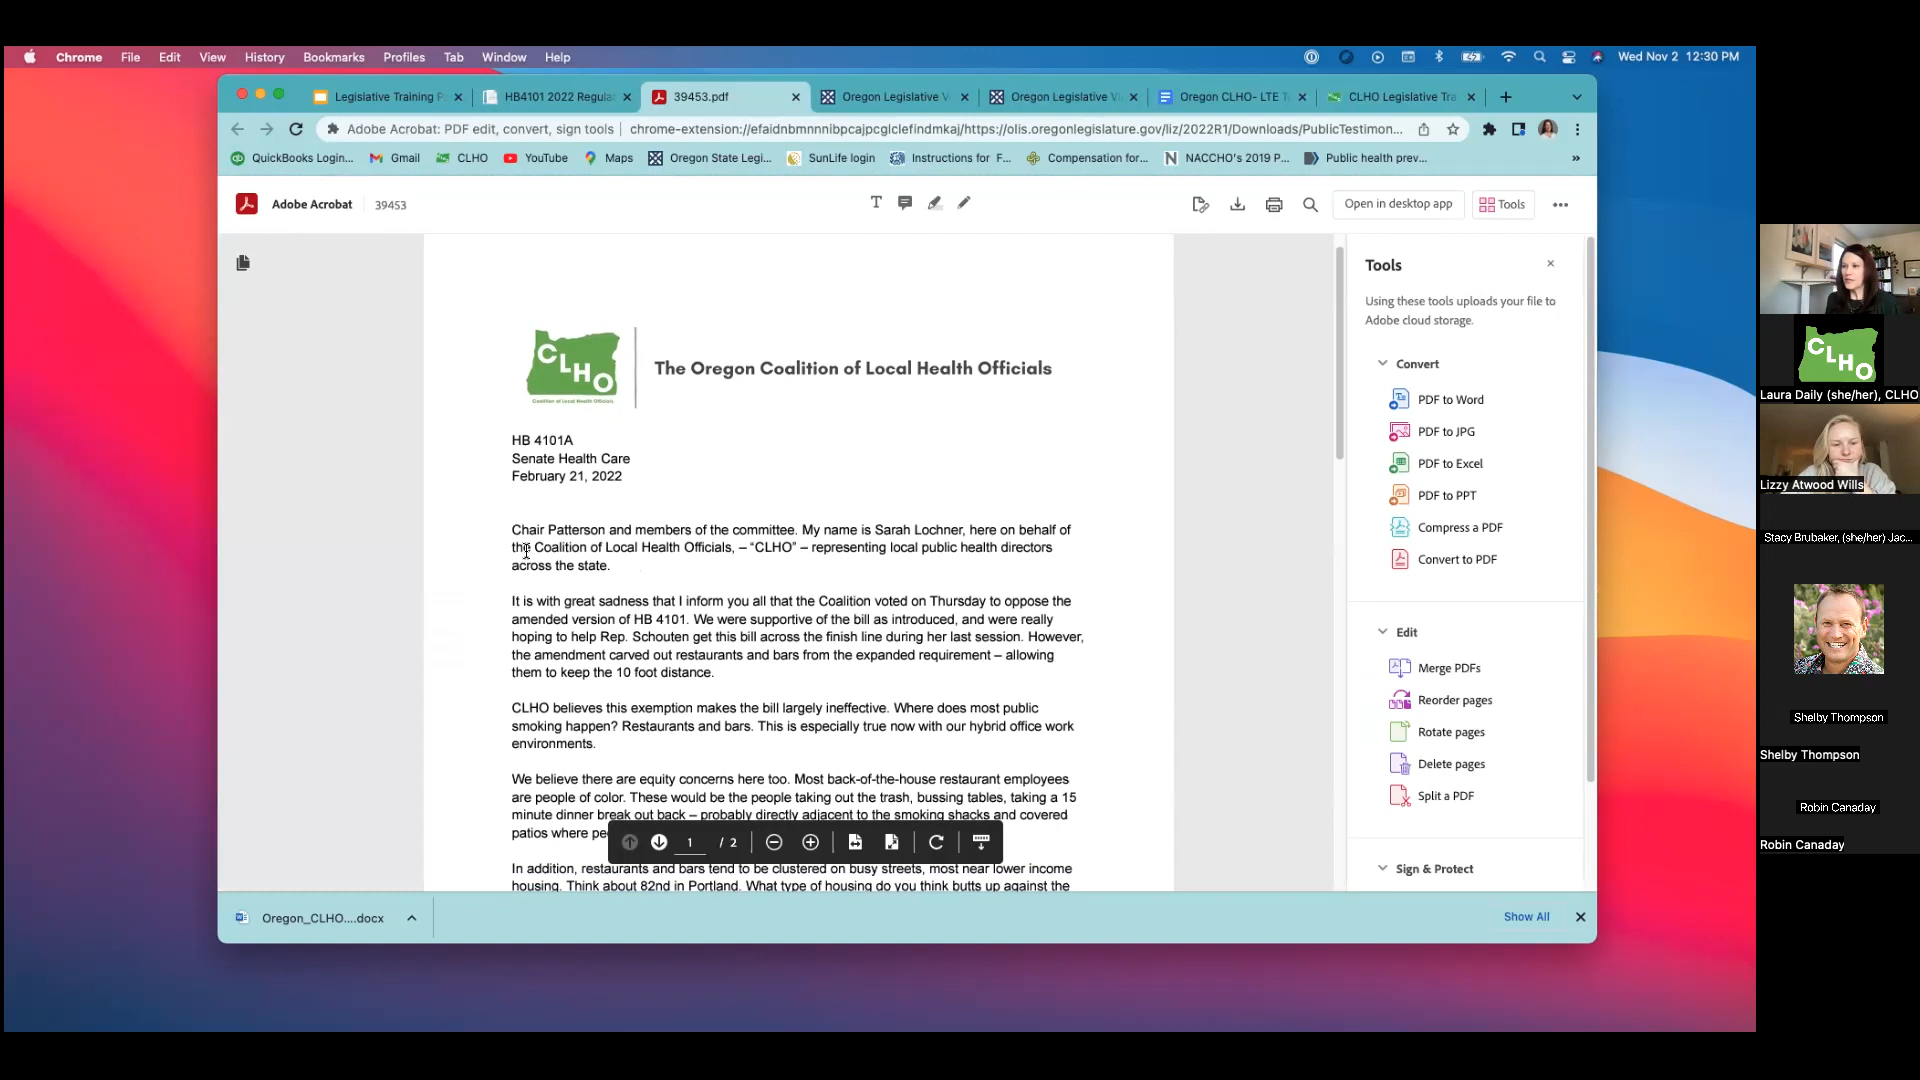 Chrome File Edit View History Bookmarks Profiles Tab Window Help
Wed Nov 2 12:30 PM
Legislative Training P
HB4101 2022 Regula
39453.pdf
Oregon Legislative V
Oregon Legislative Vi
Oregon CLHO- LTE T
CLHO Legislative Tra
Adobe Acrobat: PDF edit, convert, sign tools
chrome-extension://efaidnbmnnnibpcajpcglclefindmkaj/https://olis.oregonlegislature.gov/liz/2022R1/Downloads/PublicTestimon...
QuickBooks Login... Gmail CLHO YouTube Maps Oregon State Legi... SunLife login Instructions for F... Compensation for... NACCHO's 2019 P... Public health prev... »
Adobe Acrobat 39453
Open in desktop app Tools
CLHO
Coalition of Local Health Officials
The Oregon Coalition of Local Health Officials
HB 4101A
Senate Health Care
February 21, 2022
Chair Patterson and members of the committee. My name is Sarah Lochner, here on behalf of
the Coalition of Local Health Officials, – “CLHO” – representing local public health directors
across the state.
It is with great sadness that I inform you all that the Coalition voted on Thursday to oppose the
amended version of HB 4101. We were supportive of the bill as introduced, and were really
hoping to help Rep. Schouten get this bill across the finish line during her last session. However,
the amendment carved out restaurants and bars from the expanded requirement – allowing
them to keep the 10 foot distance.
CLHO believes this exemption makes the bill largely ineffective. Where does most public
smoking happen? Restaurants and bars. This is especially true now with our hybrid office work
environments.
We believe there are equity concerns here too. Most back-of-the-house restaurant employees
are people of color. These would be the people taking out the trash, bussing tables, taking a 15
minute dinner break out back – probably directly adjacent to the smoking shacks and covered
patios where pe
1 / 2
In addition, restaurants and bars tend to be clustered on busy streets, most near lower income
housing. Think about 82nd in Portland. What type of housing do you think butts up against the
Tools
Using these tools uploads your file to
Adobe cloud storage.
Convert
PDF to Word
PDF to JPG
PDF to Excel
PDF to PPT
Compress a PDF
Convert to PDF
Edit
Merge PDFs
Reorder pages
Rotate pages
Delete pages
Split a PDF
Sign & Protect
Oregon_CLHO....docx
Show All
CLHO
Laura Daily (she/her), CLHO
Lizzy Atwood Wills
Stacy Brubaker, (she/her) Jac...
Shelby Thompson
Shelby Thompson
Robin Canaday
Robin Canaday